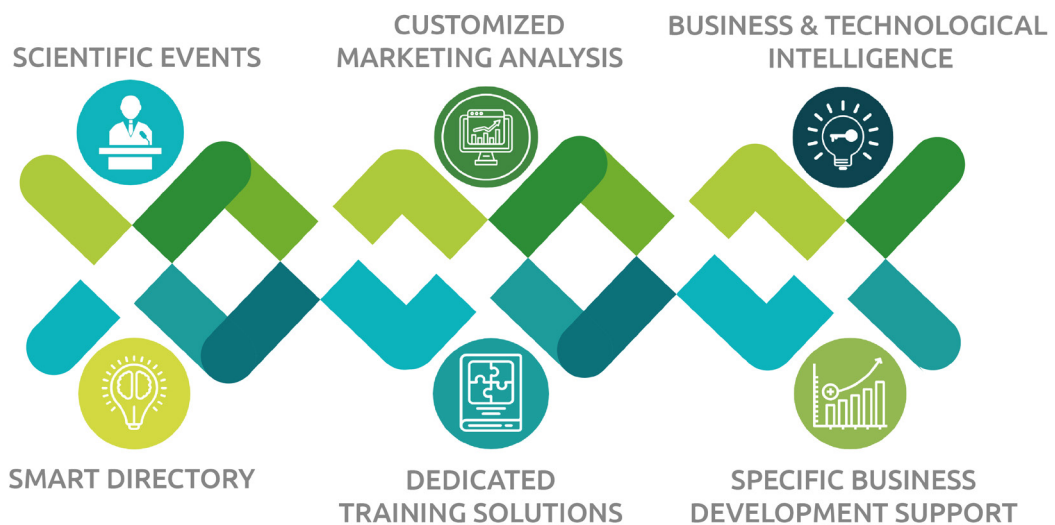 SCIENTIFIC EVENTS
CUSTOMIZED
MARKETING ANALYSIS
BUSINESS & TECHNOLOGICAL
INTELLIGENCE
SMART DIRECTORY
DEDICATED
TRAINING SOLUTIONS
SPECIFIC BUSINESS
DEVELOPMENT SUPPORT